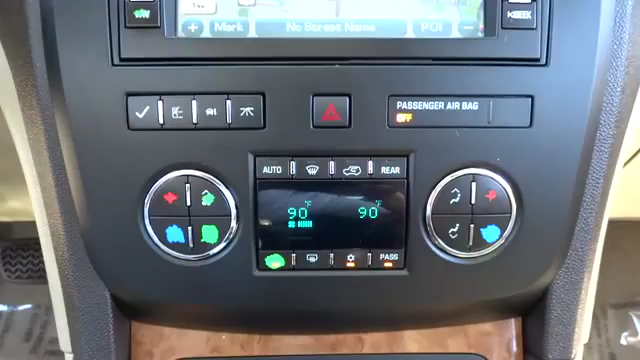 SEEK
+ Mark No Street Name POI -
PASSENGER AIR BAG
OFF
AUTO REAR
90°F 90°F
PASS